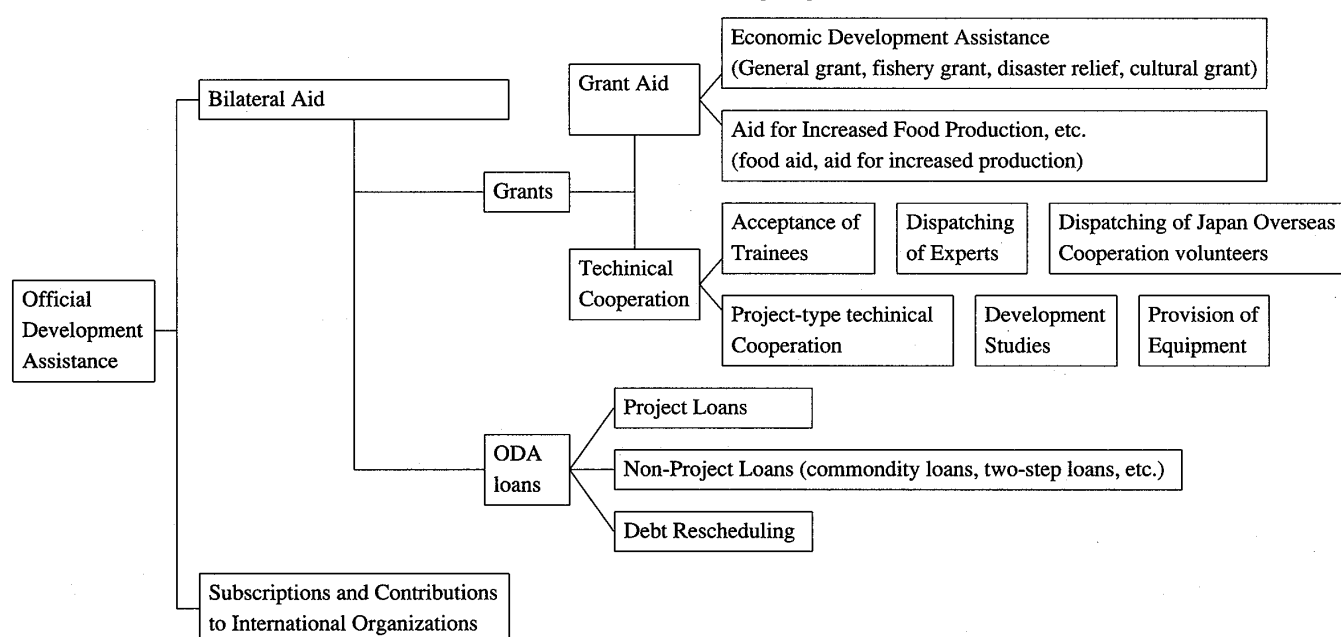 Economic Development Assistance
(General grant, fishery grant, disaster relief, cultural grant)
Grant Aid
Bilateral Aid
Aid for Increased Food Production, etc.
(food aid, aid for increased production)
Grants
Acceptance of
Trainees
Dispatching
of Experts
Dispatching of Japan Overseas
Cooperation volunteers
Techinical
Cooperation
Official
Development
Assistance
Project-type techinical
Cooperation
Development
Studies
Provision of
Equipment
Project Loans
ODA
loans
Non-Project Loans (commondity loans, two-step loans, etc.)
Debt Rescheduling
Subscriptions and Contributions
to International Organizations